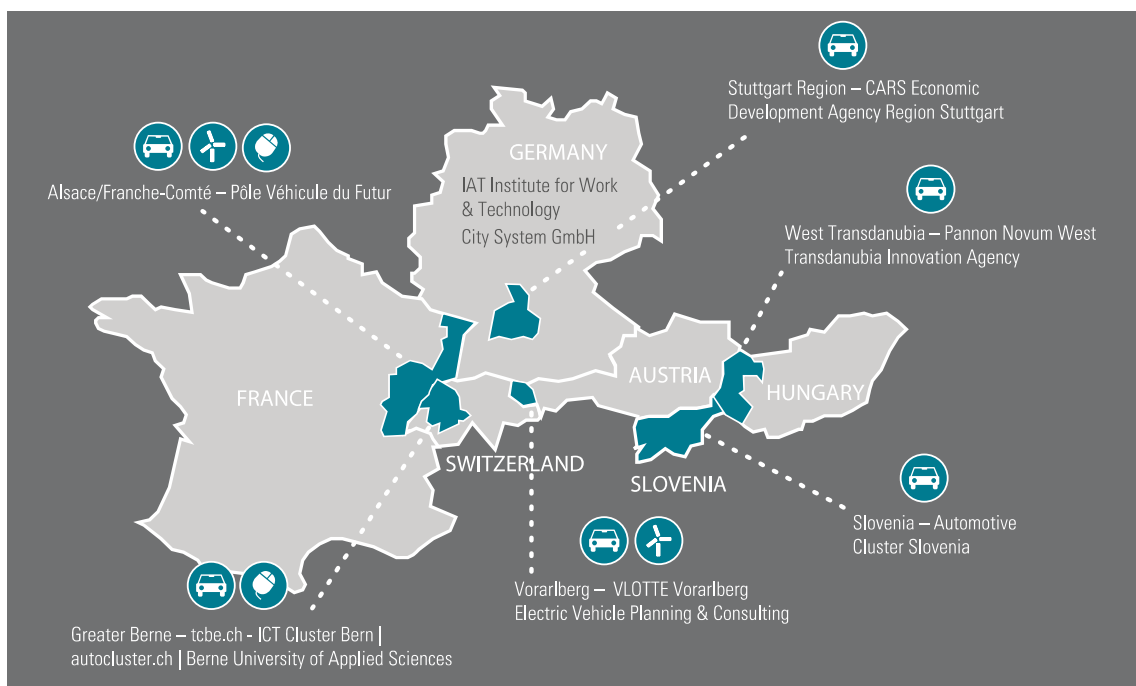 Stuttgart Region – CARS Economic
Development Agency Region Stuttgart
GERMANY
IAT Institute for Work
& Technology
City System GmbH
Alsace/Franche-Comté – Pôle Véhicule du Futur
West Transdanubia – Pannon Novum West
Transdanubia Innovation Agency
FRANCE
AUSTRIA
HUNGARY
SWITZERLAND
SLOVENIA
Slovenia – Automotive
Cluster Slovenia
Vorarlberg – VLOTTE Vorarlberg
Electric Vehicle Planning & Consulting
Greater Berne – tcbe.ch - ICT Cluster Bern |
autocluster.ch | Berne University of Applied Sciences